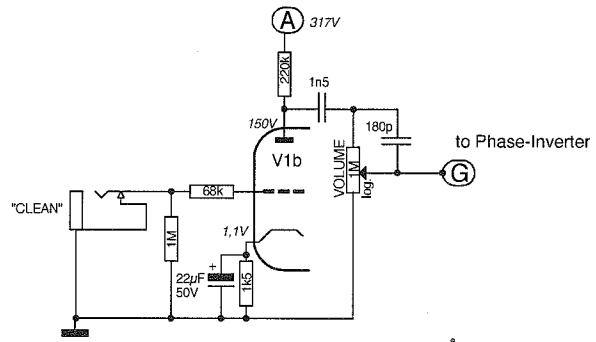 A 317V
220k
1n5
150V
180p
to Phase-Inverter
V1b
VOLUME
1M
log.
G
68k
"CLEAN"
1M
1,1V
+
22µF
50V
1k5